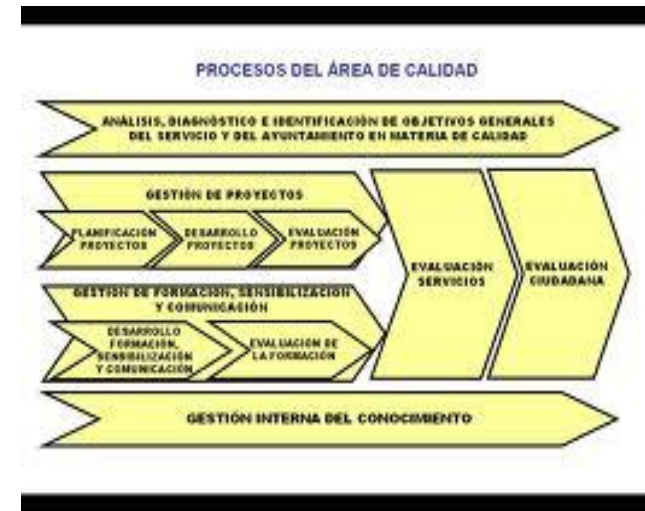 PROCESOS DEL ÁREA DE CALIDAD
ANÁLISIS, DIAGNÓSTICO E IDENTIFICACIÓN DE OBJETIVOS GENERALES
DEL SERVICIO Y DEL AYUNTAMIENTO EN MATERIA DE CALIDAD
GESTIÓN DE PROYECTOS
PLANIFICACIÓN
PROYECTOS
DESARROLLO
PROYECTOS
EVALUACIÓN
PROYECTOS
GESTIÓN DE FORMACIÓN, SENSIBILIZACIÓN
Y COMUNICACIÓN
DESARROLLO
FORMACIÓN,
SENSIBILIZACIÓN
Y COMUNICACIÓN
EVALUACIÓN DE
LA FORMACIÓN
EVALUACIÓN
SERVICIOS
EVALUACIÓN
CIUDADANA
GESTIÓN INTERNA DEL CONOCIMIENTO